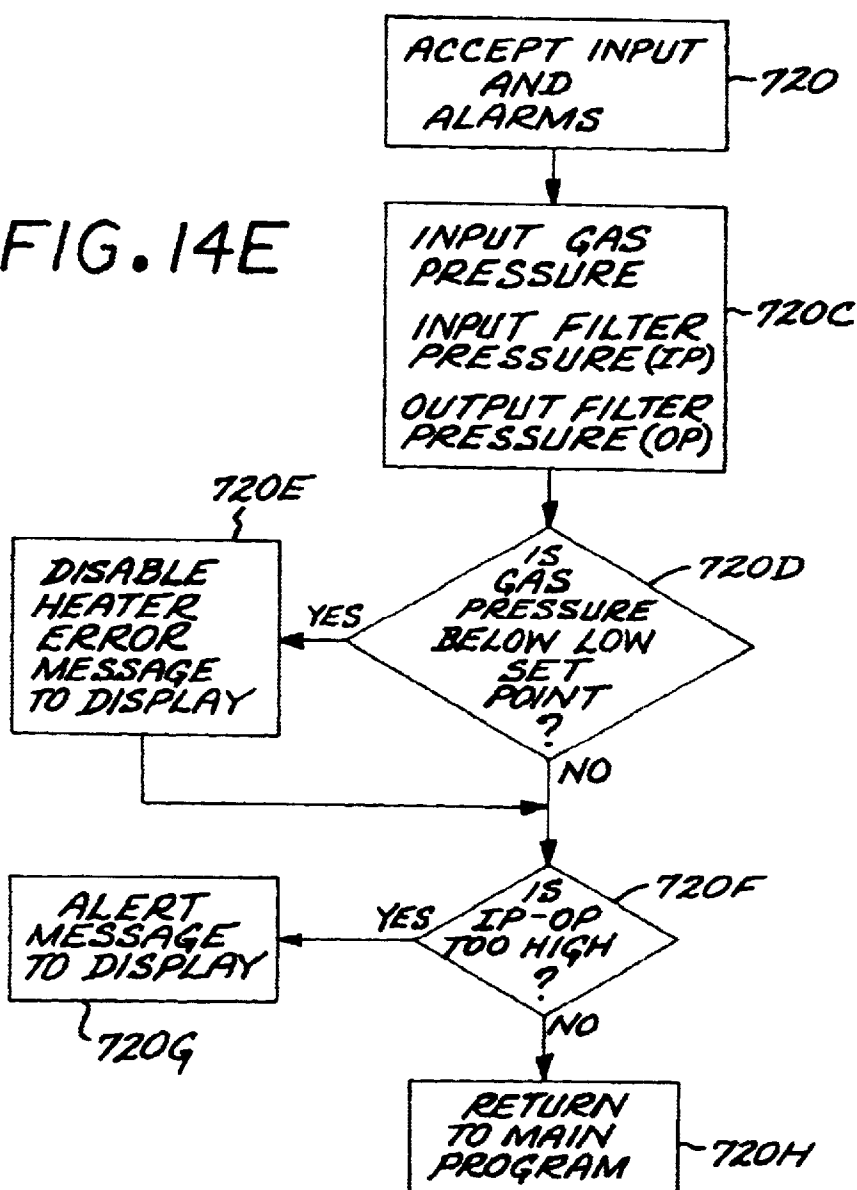 ACCEPT INPUT
AND
ALARMS
720
FIG. 14E
INPUT GAS
PRESSURE
INPUT FILTER
PRESSURE (IP)
OUTPUT FILTER
PRESSURE (OP)
720C
720E
DISABLE
HEATER
ERROR
MESSAGE
TO DISPLAY
YES
IS
GAS
PRESSURE
BELOW LOW
SET
POINT
?
720D
NO
ALERT
MESSAGE
TO DISPLAY
720G
YES
IS
IP-OP
TOO HIGH
?
720F
NO
RETURN
TO MAIN
PROGRAM
720H